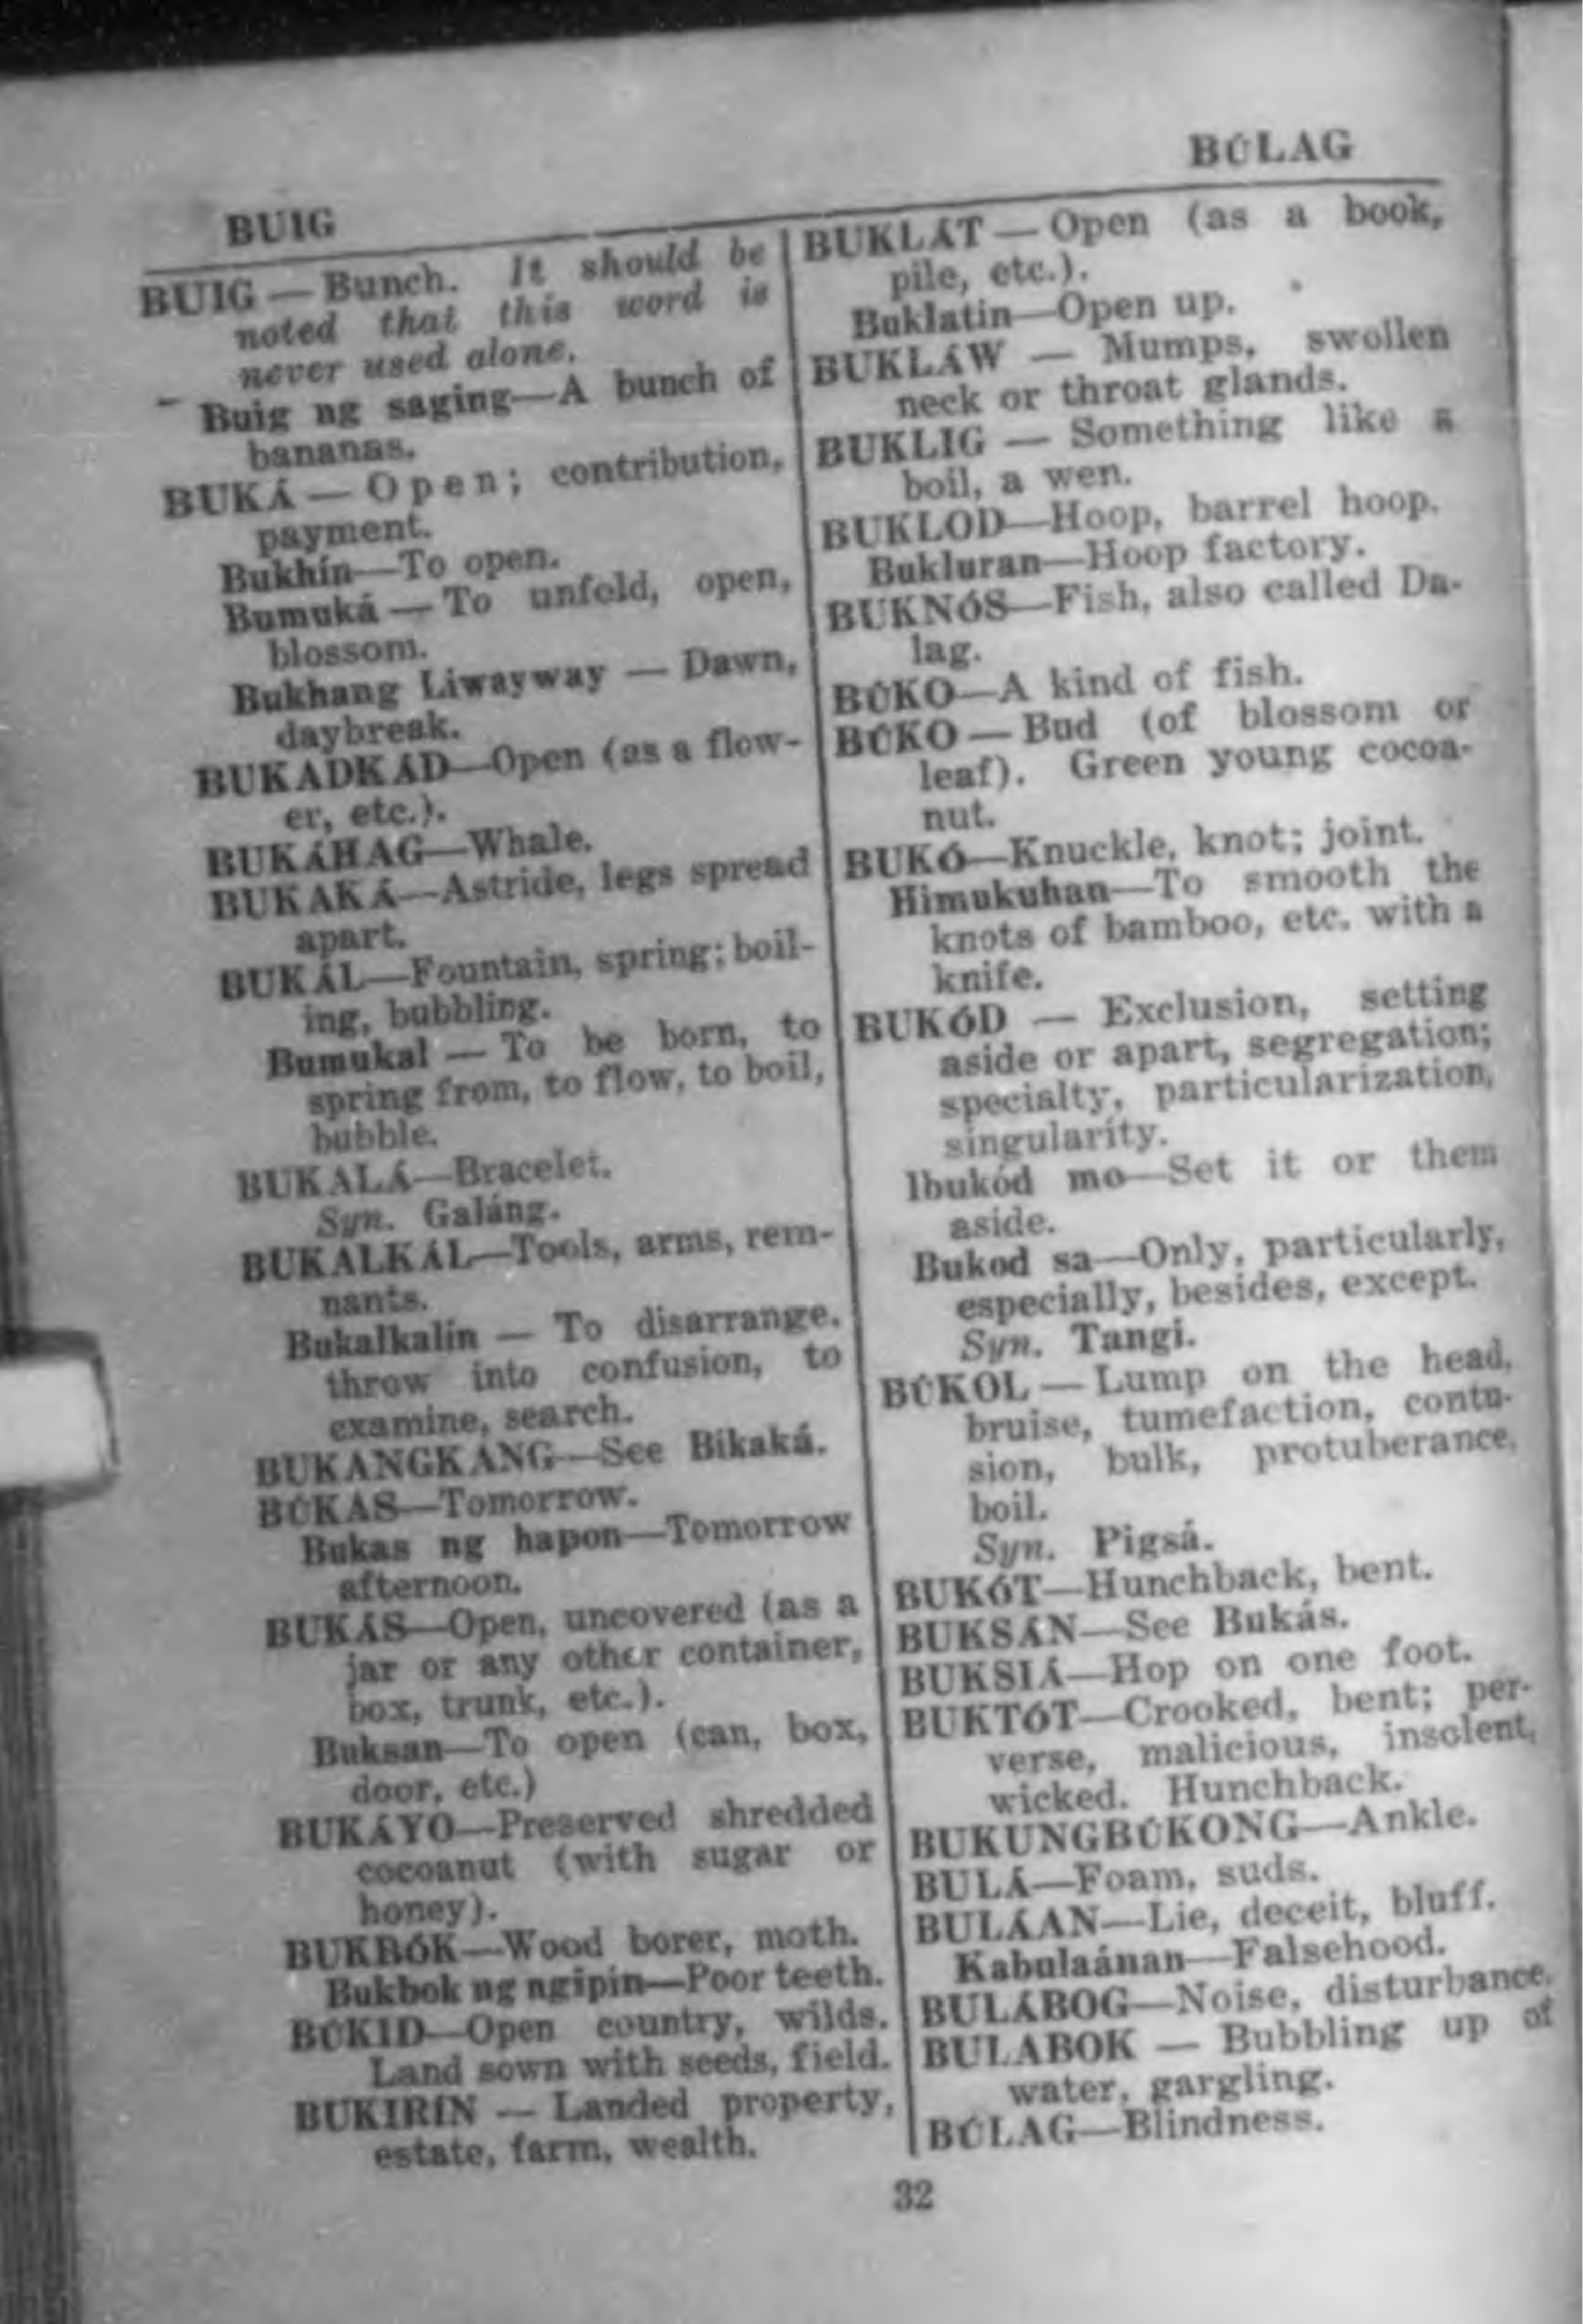 BUIG
BÚLAG
BUIG — Bunch. It should be
noted that this word is
never used alone.
Buig ng saging—A bunch of
bananas.
BUKÁ — Open; contribution,
payment.
Bukhín—To open.
Bumuká — To unfold, open,
blossom.
Bukhang Liwayway — Dawn,
daybreak.
BUKADKÁD—Open (as a flow-
er, etc.).
BUKÁHAG—Whale.
BUKAKÁ—Astride, legs spread
apart.
BUKÁL—Fountain, spring; boil-
ing, bubbling.
Bumukal — To be born, to
spring from, to flow, to boil,
bubble.
BUKALÁ—Bracelet.
Syn. Galáng.
BUKALKÁL—Tools, arms, rem-
nants.
Bukalkalin — To disarrange,
throw into confusion, to
examine, search.
BUKANGKANG—See Bikaká.
BÚKAS—Tomorrow.
Bukas ng hapon—Tomorrow
afternoon.
BUKÁS—Open, uncovered (as a
jar or any other container,
box, trunk, etc.).
Buksan—To open (can, box,
door, etc.)
BUKÁYO—Preserved shredded
cocoanut (with sugar or
honey).
BUKBÓK—Wood borer, moth.
Bukbok ng ngipin—Poor teeth.
BÚKID—Open country, wilds.
Land sown with seeds, field.
BUKIRÍN — Landed property,
estate, farm, wealth.
BUKLÁT — Open (as a book,
pile, etc.).
Buklatin—Open up.
BUKLÁW — Mumps, swollen
neck or throat glands.
BUKLIG — Something like a
boil, a wen.
BUKLOD—Hoop, barrel hoop.
Bukluran—Hoop factory.
BUKNÓS—Fish, also called Da-
lag.
BÚKO—A kind of fish.
BÚKO — Bud (of blossom or
leaf). Green young cocoa-
nut.
BUKÓ—Knuckle, knot; joint.
Himukuhan—To smooth the
knots of bamboo, etc. with a
knife.
BUKÓD — Exclusion, setting
aside or apart, segregation;
specialty, particularization,
singularity.
Ibukód mo—Set it or them
aside.
Bukod sa—Only, particularly,
especially, besides, except.
Syn. Tangi.
BÚKOL — Lump on the head,
bruise, tumefaction, contu-
sion, bulk, protuberance,
boil.
Syn. Pigsá.
BUKÓT—Hunchback, bent.
BUKSÁN—See Bukás.
BUKSIÁ—Hop on one foot.
BUKTÓT—Crooked, bent; per-
verse, malicious, insolent,
wicked. Hunchback.
BUKUNGBÚKONG—Ankle.
BULÁ—Foam, suds.
BULÁAN—Lie, deceit, bluff.
Kabulaánan—Falsehood.
BULÁBOG—Noise, disturbance.
BULABOK — Bubbling up of
water, gargling.
BÚLAG—Blindness.
32